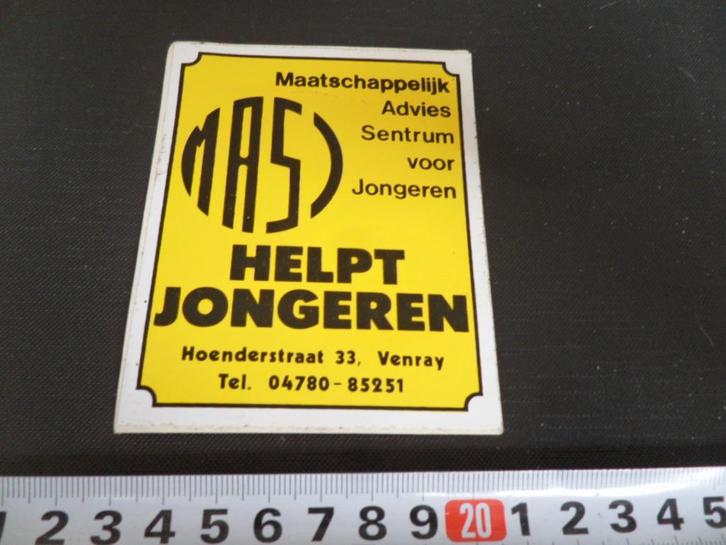 Maatschappelijk
Advies
Sentrum
voor
Jongeren
MASJ
HELPT
JONGEREN
Hoenderstraat 33, Venray
Tel. 04780-85251
1 2 3 4 5 6 7 8 9 20 1 2 3 4 5